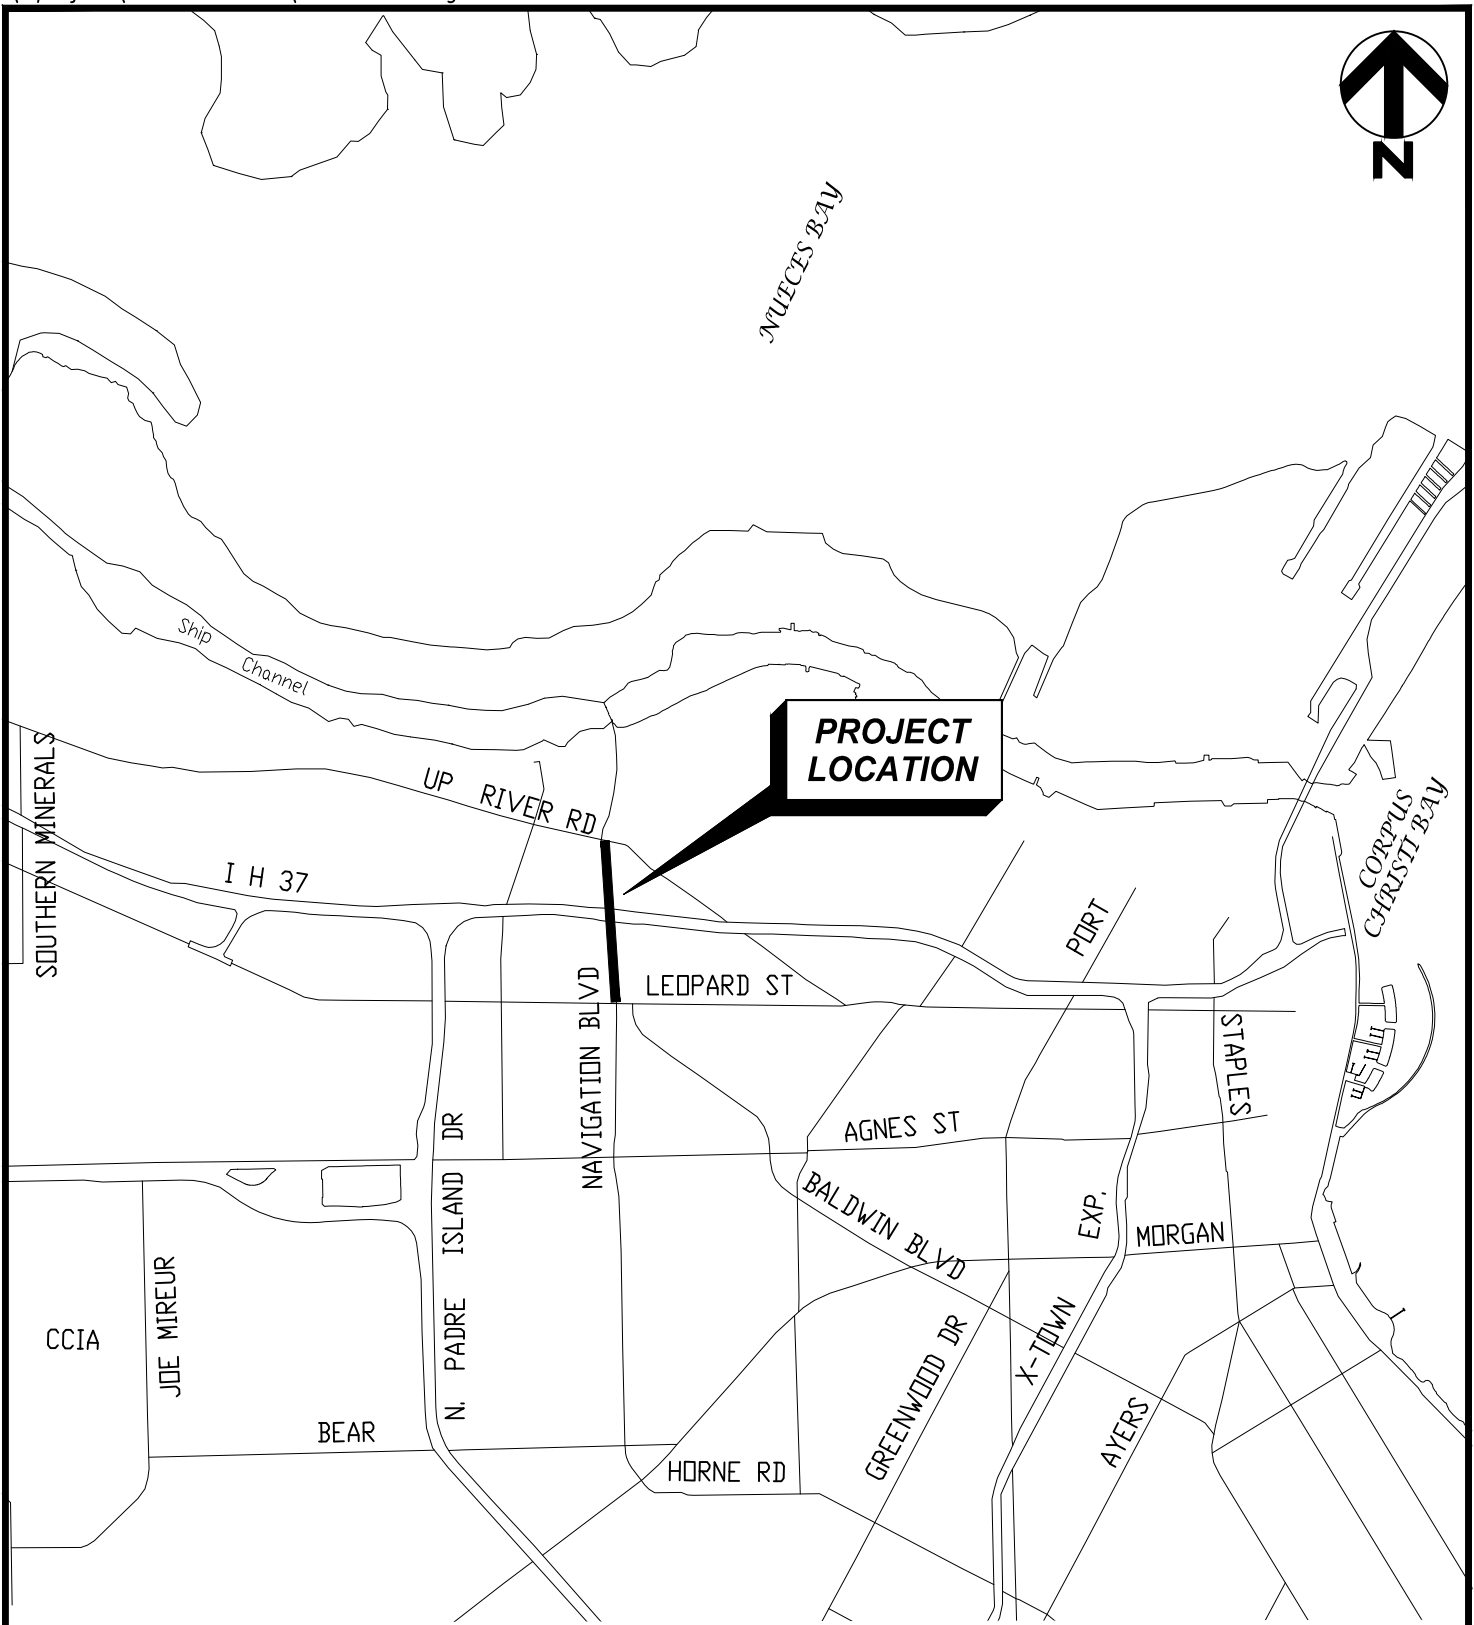 N
NUECES BAY
Ship Channel
PROJECT
LOCATION
UP RIVER RD
SOUTHERN MINERALS
I H 37
CORPUS
CHRISTI BAY
PORT
LEOPARD ST
NAVIGATION BLVD
STAPLES
AGNES ST
N. PADRE ISLAND DR
BALDWIN BLVD
EXP.
MORGAN
JOE MIREUR
CCIA
X-TOWN
GREENWOOD DR
AYERS
BEAR
HORNE RD